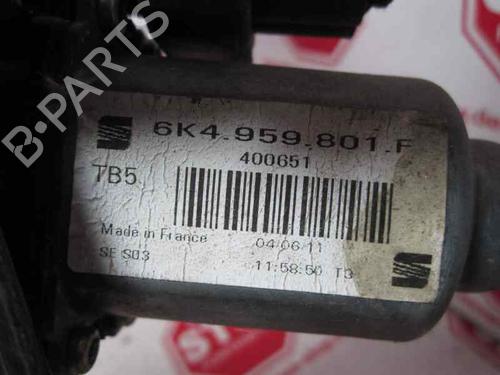 B-PARTS
6K4.959.801.F
400651
TB5
Made in France
04.06.11
SE S03
11:58:50 T3